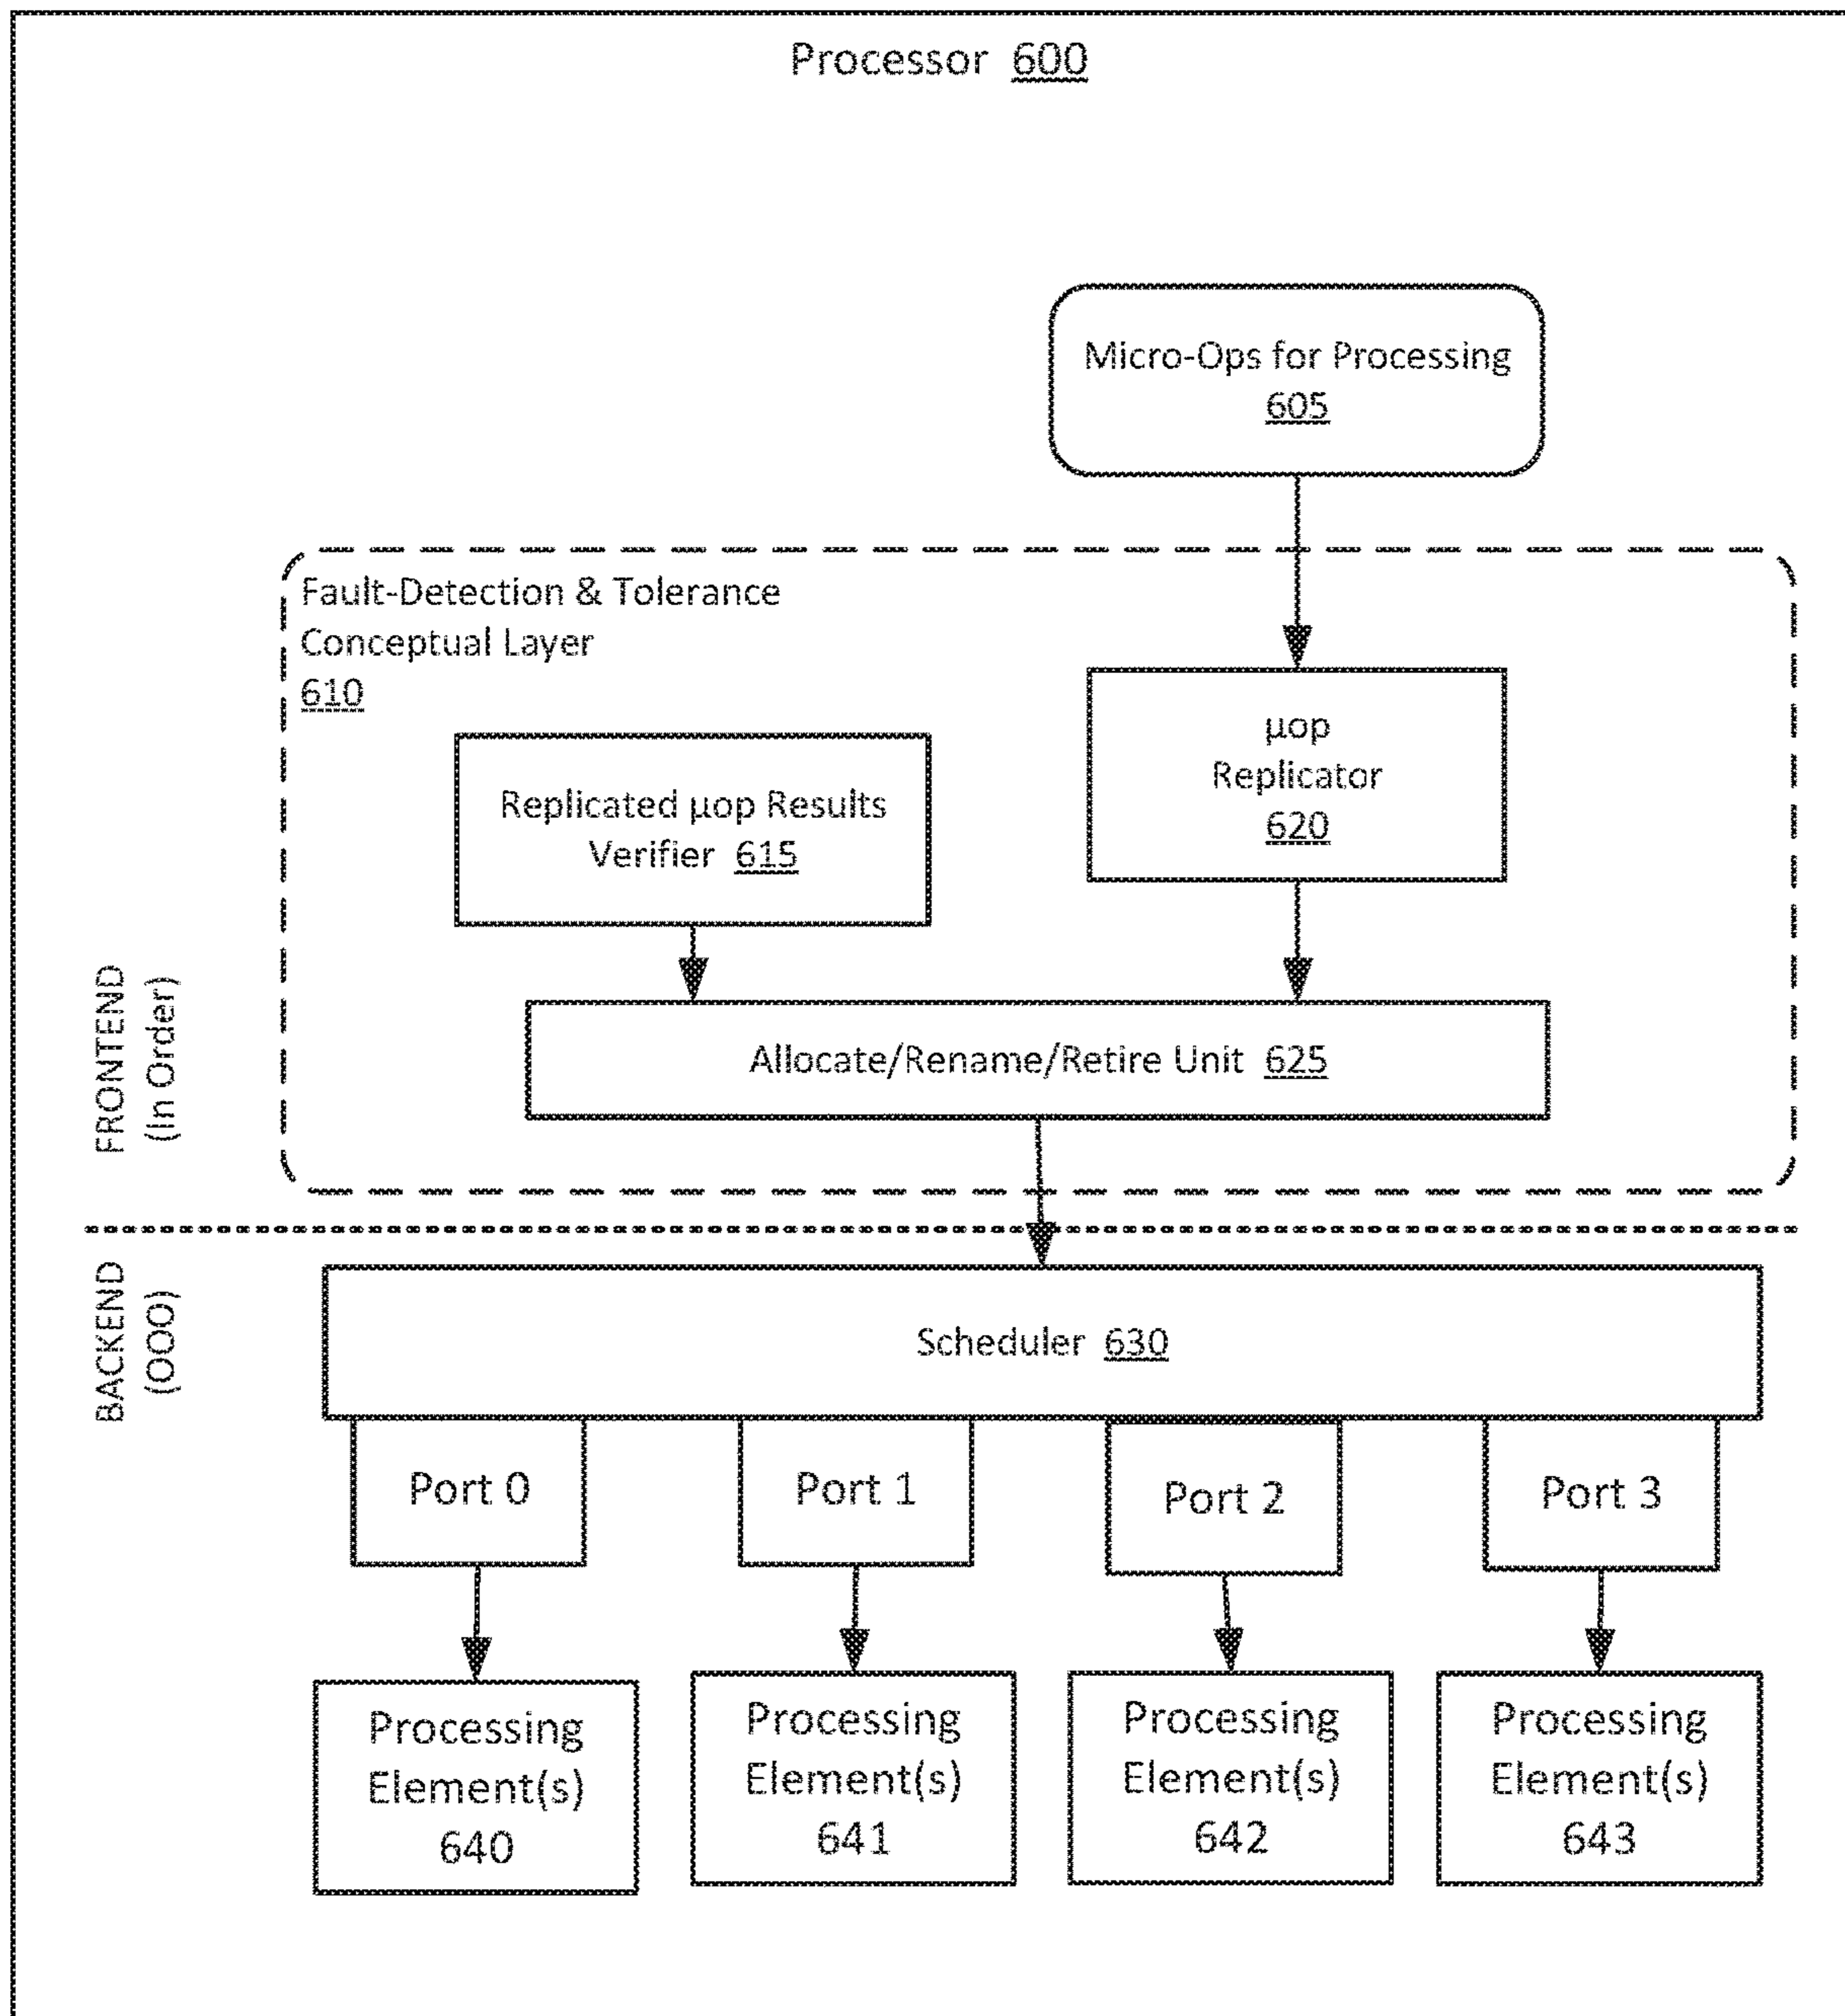 Processor 600
Micro-Ops for Processing
605
Fault-Detection & Tolerance
Conceptual Layer
610
μop
Replicator
620
Replicated μop Results
Verifier 615
Allocate/Rename/Retire Unit 625
FRONTEND
(In Order)
BACKEND
(OOO)
Scheduler 630
Port 0
Port 1
Port 2
Port 3
Processing
Element(s)
640
Processing
Element(s)
641
Processing
Element(s)
642
Processing
Element(s)
643